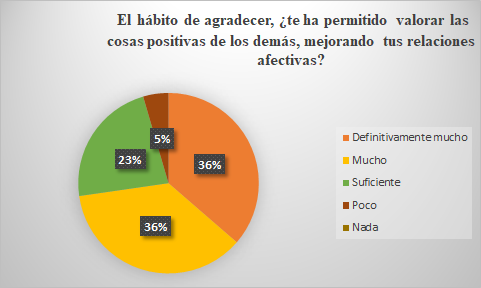 El hábito de agradecer, ¿te ha permitido valorar las
cosas positivas de los demás, mejorando tus relaciones
afectivas?
5%
23%
36%
36%
Definitivamente mucho
Mucho
Suficiente
Poco
Nada